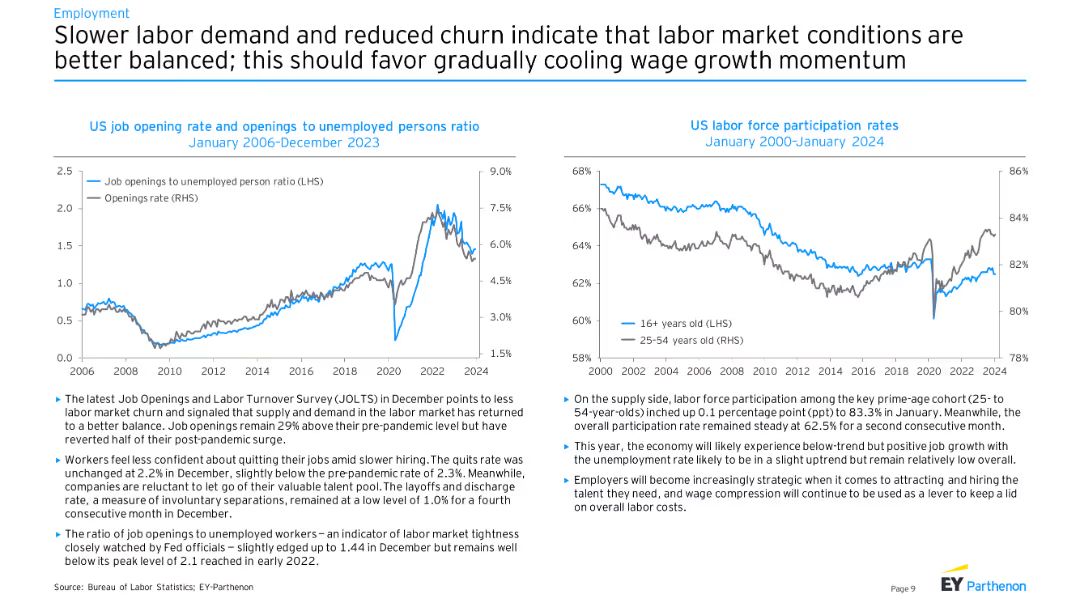 Employment
Slower labor demand and reduced churn indicate that labor market conditions are
better balanced; this should favor gradually cooling wage growth momentum
US job opening rate and openings to unemployed persons ratio
January 2006–December 2023
2.5
2.0
1.5
1.0
0.5
0.0
9.0%
7.5%
6.0%
4.5%
3.0%
1.5%
Job openings to unemployed person ratio (LHS)
Openings rate (RHS)
2006 2008 2010 2012 2014 2016 2018 2020 2022 2024
▸ The latest Job Openings and Labor Turnover Survey (JOLTS) in December points to less
labor market churn and signaled that supply and demand in the labor market has returned
to a better balance. Job openings remain 29% above their pre-pandemic level but have
reverted half of their post-pandemic surge.
▸ Workers feel less confident about quitting their jobs amid slower hiring. The quits rate was
unchanged at 2.2% in December, slightly below the pre-pandemic rate of 2.3%. Meanwhile,
companies are reluctant to let go of their valuable talent pool. The layoffs and discharge
rate, a measure of involuntary separations, remained at a low level of 1.0% for a fourth
consecutive month in December.
▸ The ratio of job openings to unemployed workers — an indicator of labor market tightness
closely watched by Fed officials — slightly edged up to 1.44 in December but remains well
below its peak level of 2.1 reached in early 2022.
US labor force participation rates
January 2000–January 2024
68%
66%
64%
62%
60%
58%
86%
84%
82%
80%
78%
16+ years old (LHS)
25-54 years old (RHS)
2000 2002 2004 2006 2008 2010 2012 2014 2016 2018 2020 2022 2024
▸ On the supply side, labor force participation among the key prime-age cohort (25- to
54-year-olds) inched up 0.1 percentage point (ppt) to 83.3% in January. Meanwhile, the
overall participation rate remained steady at 62.5% for a second consecutive month.
▸ This year, the economy will likely experience below-trend but positive job growth with
the unemployment rate likely to be in a slight uptrend but remain relatively low overall.
▸ Employers will become increasingly strategic when it comes to attracting and hiring the
talent they need, and wage compression will continue to be used as a lever to keep a lid
on overall labor costs.
Source: Bureau of Labor Statistics; EY-Parthenon
Page 9
EY Parthenon